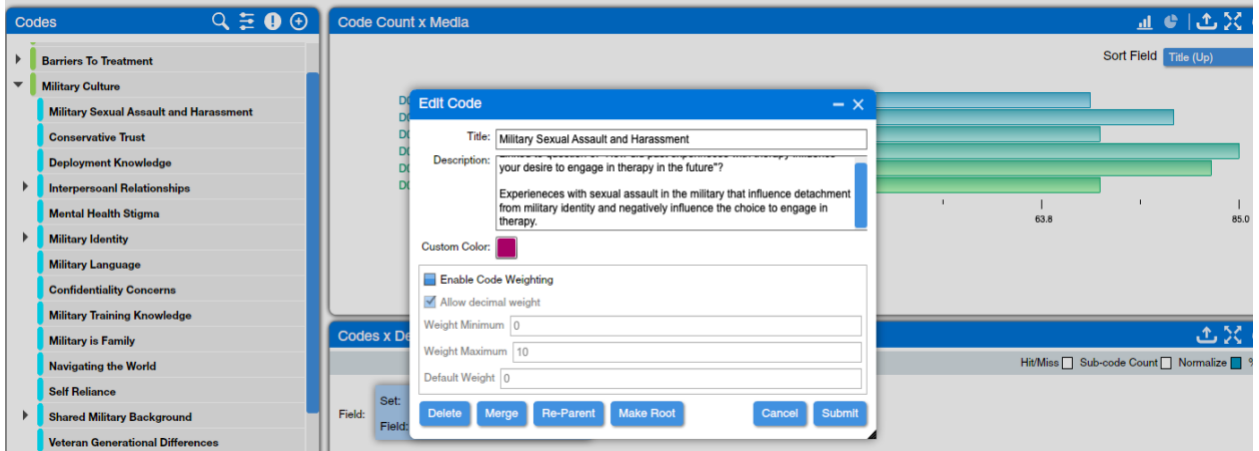 Codes
Code Count x Media
Sort Field Title (Up)
Barriers To Treatment
Military Culture
Military Sexual Assault and Harassment
Conservative Trust
Deployment Knowledge
Interpersoanl Relationships
Mental Health Stigma
Military Identity
Military Language
Confidentiality Concerns
Military Training Knowledge
Military is Family
Navigating the World
Self Reliance
Shared Military Background
Veteran Generational Differences
Edit Code
Title: Military Sexual Assault and Harassment
Description:
your desire to engage in therapy in the future"?
Experieneces with sexual assault in the military that influence detachment
from military identity and negatively influence the choice to engage in
therapy.
Custom Color:
Enable Code Weighting
Allow decimal weight
Weight Minimum 0
Weight Maximum 10
Default Weight 0
Delete Merge Re-Parent Make Root Cancel Submit
63.8 85.0
Codes x De
Hit/Miss Sub-code Count Normalize %
Field: Set:
Field: